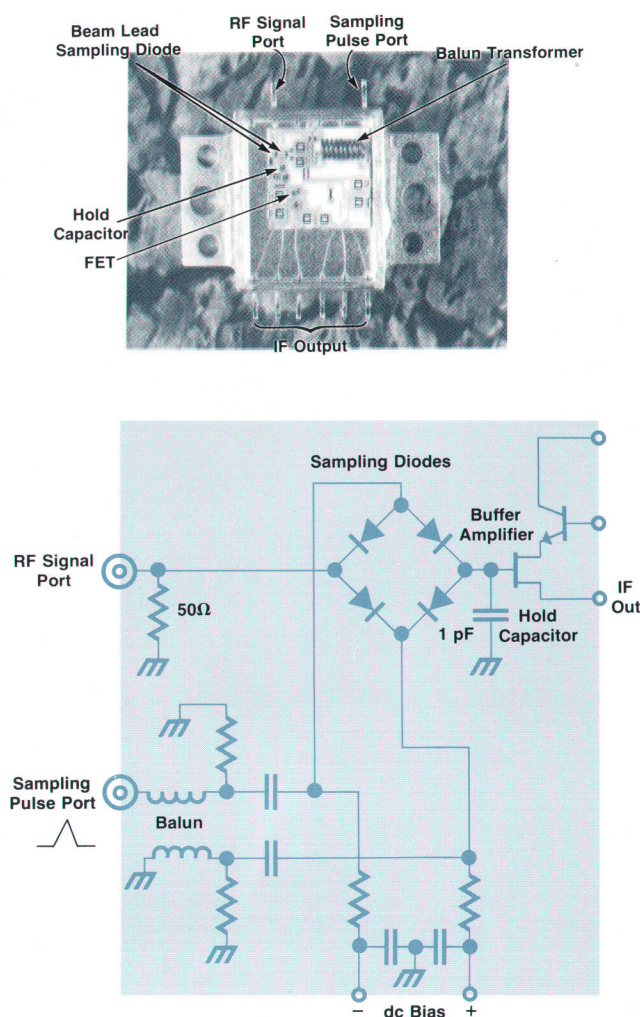 Beam Lead
Sampling Diode
RF Signal
Port
Sampling
Pulse Port
Balun Transformer
Hold
Capacitor
FET
IF Output
Sampling Diodes
Buffer
Amplifier
RF Signal
Port
50Ω
1 pF
Hold
Capacitor
IF
Out
Sampling
Pulse Port
Balun
− dc Bias +